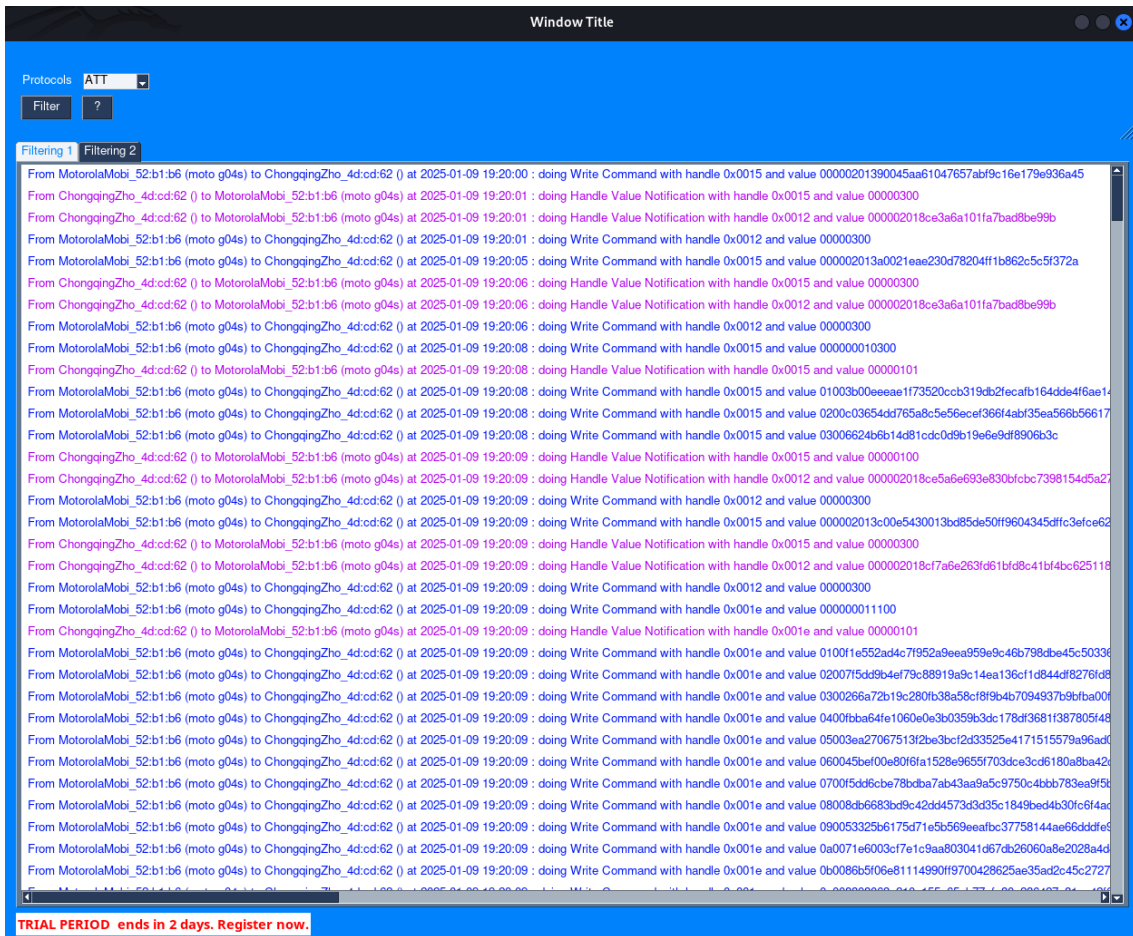 Window Title
Protocols ATT
Filter ?
Filtering 1 Filtering 2
From MotorolaMobi_52:b1:b6 (moto g04s) to ChongqingZho_4d:cd:62 () at 2025-01-09 19:20:00 : doing Write Command with handle 0x0015 and value 00000201390045aa61047657abf9c16e179e936a45
From ChongqingZho_4d:cd:62 () to MotorolaMobi_52:b1:b6 (moto g04s) at 2025-01-09 19:20:01 : doing Handle Value Notification with handle 0x0015 and value 00000300
From ChongqingZho_4d:cd:62 () to MotorolaMobi_52:b1:b6 (moto g04s) at 2025-01-09 19:20:01 : doing Handle Value Notification with handle 0x0012 and value 000002018ce3a6a101fa7bad8be99b
From MotorolaMobi_52:b1:b6 (moto g04s) to ChongqingZho_4d:cd:62 () at 2025-01-09 19:20:01 : doing Write Command with handle 0x0012 and value 00000300
From MotorolaMobi_52:b1:b6 (moto g04s) to ChongqingZho_4d:cd:62 () at 2025-01-09 19:20:05 : doing Write Command with handle 0x0015 and value 000002013a0021eae230d78204ff1b862c5c5f372a
From ChongqingZho_4d:cd:62 () to MotorolaMobi_52:b1:b6 (moto g04s) at 2025-01-09 19:20:06 : doing Handle Value Notification with handle 0x0015 and value 00000300
From ChongqingZho_4d:cd:62 () to MotorolaMobi_52:b1:b6 (moto g04s) at 2025-01-09 19:20:06 : doing Handle Value Notification with handle 0x0012 and value 000002018ce3a6a101fa7bad8be99b
From MotorolaMobi_52:b1:b6 (moto g04s) to ChongqingZho_4d:cd:62 () at 2025-01-09 19:20:06 : doing Write Command with handle 0x0012 and value 00000300
From MotorolaMobi_52:b1:b6 (moto g04s) to ChongqingZho_4d:cd:62 () at 2025-01-09 19:20:08 : doing Write Command with handle 0x0015 and value 000000010300
From ChongqingZho_4d:cd:62 () to MotorolaMobi_52:b1:b6 (moto g04s) at 2025-01-09 19:20:08 : doing Handle Value Notification with handle 0x0015 and value 00000101
From MotorolaMobi_52:b1:b6 (moto g04s) to ChongqingZho_4d:cd:62 () at 2025-01-09 19:20:08 : doing Write Command with handle 0x0015 and value 01003b00eeeae1f73520ccb319db2fecafb164dde4f6ae14
From MotorolaMobi_52:b1:b6 (moto g04s) to ChongqingZho_4d:cd:62 () at 2025-01-09 19:20:08 : doing Write Command with handle 0x0015 and value 0200c03654dd765a8c5e56ecef366f4abf35ea566b56617
From MotorolaMobi_52:b1:b6 (moto g04s) to ChongqingZho_4d:cd:62 () at 2025-01-09 19:20:08 : doing Write Command with handle 0x0015 and value 03006624b6b14d81cdc0d9b19e6e9df8906b3c
From ChongqingZho_4d:cd:62 () to MotorolaMobi_52:b1:b6 (moto g04s) at 2025-01-09 19:20:09 : doing Handle Value Notification with handle 0x0015 and value 00000100
From ChongqingZho_4d:cd:62 () to MotorolaMobi_52:b1:b6 (moto g04s) at 2025-01-09 19:20:09 : doing Handle Value Notification with handle 0x0012 and value 000002018ce5a6e693e830bfcbc7398154d5a27
From MotorolaMobi_52:b1:b6 (moto g04s) to ChongqingZho_4d:cd:62 () at 2025-01-09 19:20:09 : doing Write Command with handle 0x0012 and value 00000300
From MotorolaMobi_52:b1:b6 (moto g04s) to ChongqingZho_4d:cd:62 () at 2025-01-09 19:20:09 : doing Write Command with handle 0x0015 and value 000002013c00e5430013bd85de50ff9604345dffc3efce62
From ChongqingZho_4d:cd:62 () to MotorolaMobi_52:b1:b6 (moto g04s) at 2025-01-09 19:20:09 : doing Handle Value Notification with handle 0x0015 and value 00000300
From ChongqingZho_4d:cd:62 () to MotorolaMobi_52:b1:b6 (moto g04s) at 2025-01-09 19:20:09 : doing Handle Value Notification with handle 0x0012 and value 000002018cf7a6e263fd61bfd8c41bf4bc625118
From MotorolaMobi_52:b1:b6 (moto g04s) to ChongqingZho_4d:cd:62 () at 2025-01-09 19:20:09 : doing Write Command with handle 0x0012 and value 00000300
From MotorolaMobi_52:b1:b6 (moto g04s) to ChongqingZho_4d:cd:62 () at 2025-01-09 19:20:09 : doing Write Command with handle 0x001e and value 000000011100
From ChongqingZho_4d:cd:62 () to MotorolaMobi_52:b1:b6 (moto g04s) at 2025-01-09 19:20:09 : doing Handle Value Notification with handle 0x001e and value 00000101
From MotorolaMobi_52:b1:b6 (moto g04s) to ChongqingZho_4d:cd:62 () at 2025-01-09 19:20:09 : doing Write Command with handle 0x001e and value 0100f1e552ad4c7f952a9eea959e9c46b798dbe45c50336
From MotorolaMobi_52:b1:b6 (moto g04s) to ChongqingZho_4d:cd:62 () at 2025-01-09 19:20:09 : doing Write Command with handle 0x001e and value 02007f5dd9b4ef79c88919a9c14ea136cf1d844df8276fd8
From MotorolaMobi_52:b1:b6 (moto g04s) to ChongqingZho_4d:cd:62 () at 2025-01-09 19:20:09 : doing Write Command with handle 0x001e and value 0300266a72b19c280fb38a58cf8f9b4b7094937b9bfba00f
From MotorolaMobi_52:b1:b6 (moto g04s) to ChongqingZho_4d:cd:62 () at 2025-01-09 19:20:09 : doing Write Command with handle 0x001e and value 0400fbba64fe1060e0e3b0359b3dc178df3681f387805f48
From MotorolaMobi_52:b1:b6 (moto g04s) to ChongqingZho_4d:cd:62 () at 2025-01-09 19:20:09 : doing Write Command with handle 0x001e and value 05003ea27067513f2be3bcf2d33525e4171515579a96ad0
From MotorolaMobi_52:b1:b6 (moto g04s) to ChongqingZho_4d:cd:62 () at 2025-01-09 19:20:09 : doing Write Command with handle 0x001e and value 060045bef00e80f6fa1528e9655f703dce3cd6180a8ba42
From MotorolaMobi_52:b1:b6 (moto g04s) to ChongqingZho_4d:cd:62 () at 2025-01-09 19:20:09 : doing Write Command with handle 0x001e and value 0700f5dd6cbe78bdba7ab43aa9a5c9750c4bbb783ea9f5b
From MotorolaMobi_52:b1:b6 (moto g04s) to ChongqingZho_4d:cd:62 () at 2025-01-09 19:20:09 : doing Write Command with handle 0x001e and value 08008db6683bd9c42dd4573d3d35c1849bed4b30fc6f4ac
From MotorolaMobi_52:b1:b6 (moto g04s) to ChongqingZho_4d:cd:62 () at 2025-01-09 19:20:09 : doing Write Command with handle 0x001e and value 090053325b6175d71e5b569eeafbc37758144ae66dddfe9
From MotorolaMobi_52:b1:b6 (moto g04s) to ChongqingZho_4d:cd:62 () at 2025-01-09 19:20:09 : doing Write Command with handle 0x001e and value 0a0071e6003cf7e1c9aa803041d67db26060a8e2028a4d
From MotorolaMobi_52:b1:b6 (moto g04s) to ChongqingZho_4d:cd:62 () at 2025-01-09 19:20:09 : doing Write Command with handle 0x001e and value 0b0086b5f06e81114990ff9700428625ae35ad2c45c2727
TRIAL PERIOD ends in 2 days. Register now.